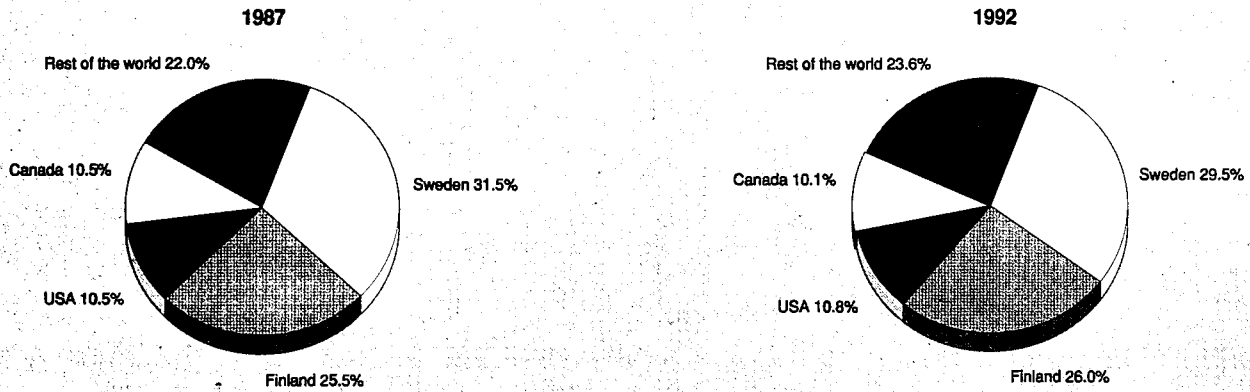 1987
Rest of the world 22.0%
Canada 10.5%
Sweden 31.5%
USA 10.5%
Finland 25.5%
1992
Rest of the world 23.6%
Canada 10.1%
Sweden 29.5%
USA 10.8%
Finland 26.0%